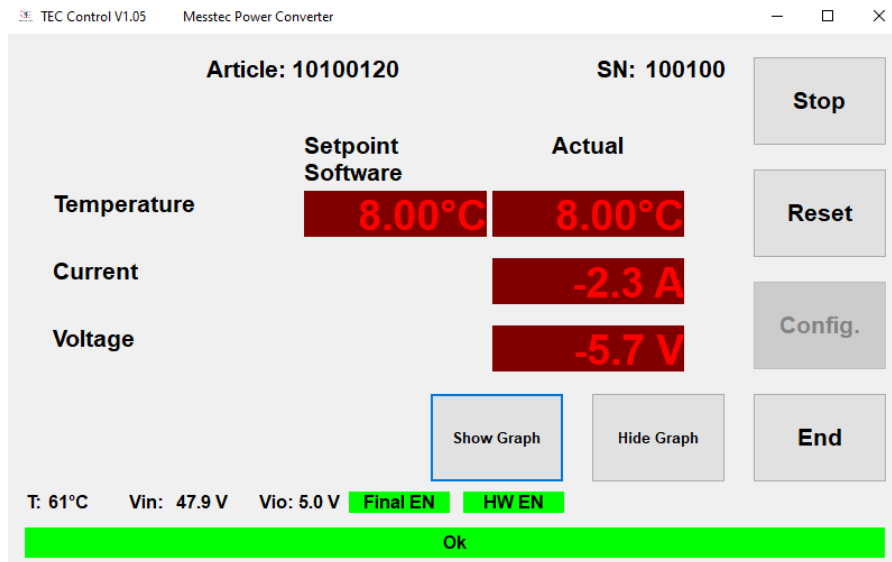 TEC Control V1.05 Messtec Power Converter
Article: 10100120 SN: 100100
Stop
Setpoint Software Actual
Temperature 8.00°C 8.00°C
Reset
Current -2.3 A
Config.
Voltage -5.7 V
Show Graph Hide Graph End
T: 61°C Vin: 47.9 V Vio: 5.0 V Final EN HW EN
Ok